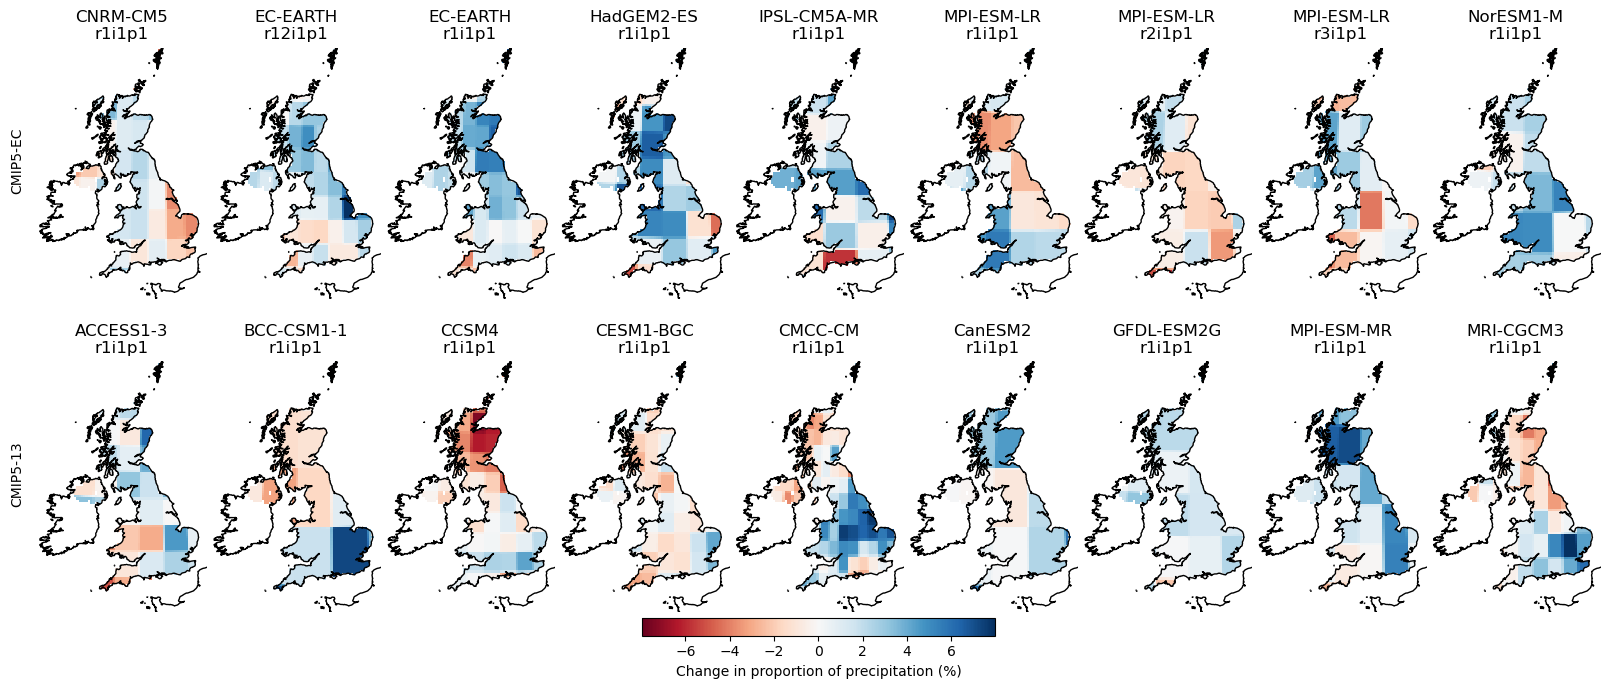 CNRM-CM5 EC-EARTH EC-EARTH HadGEM2-ES IPSL-CM5A-MR MPI-ESM-LR MPI-ESM-LR MPI-ESM-LR NorESM1-M
r1i1p1 r12i1p1 r1i1p1 r1i1p1 r1i1p1 r1i1p1 r2i1p1 r3i1p1 r1i1p1
CMIP5-EC
ACCESS1-3 BCC-CSM1-1 CCSM4 CESM1-BGC CMCC-CM CanESM2 GFDL-ESM2G MPI-ESM-MR MRI-CGCM3
r1i1p1 r1i1p1 r1i1p1 r1i1p1 r1i1p1 r1i1p1 r1i1p1 r1i1p1 r1i1p1
CMIP5-13
−6 −4 −2 0 2 4 6
Change in proportion of precipitation (%)